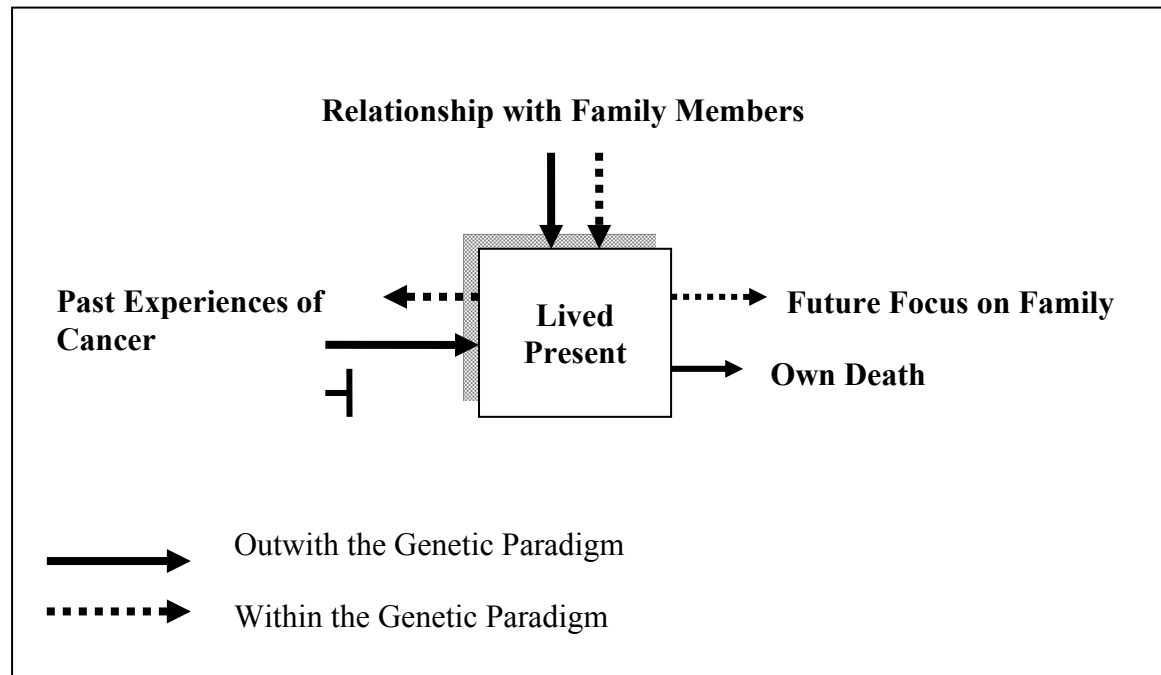 Relationship with Family Members
Past Experiences of
Cancer
Lived
Present
Future Focus on Family
Own Death
Outwith the Genetic Paradigm
Within the Genetic Paradigm